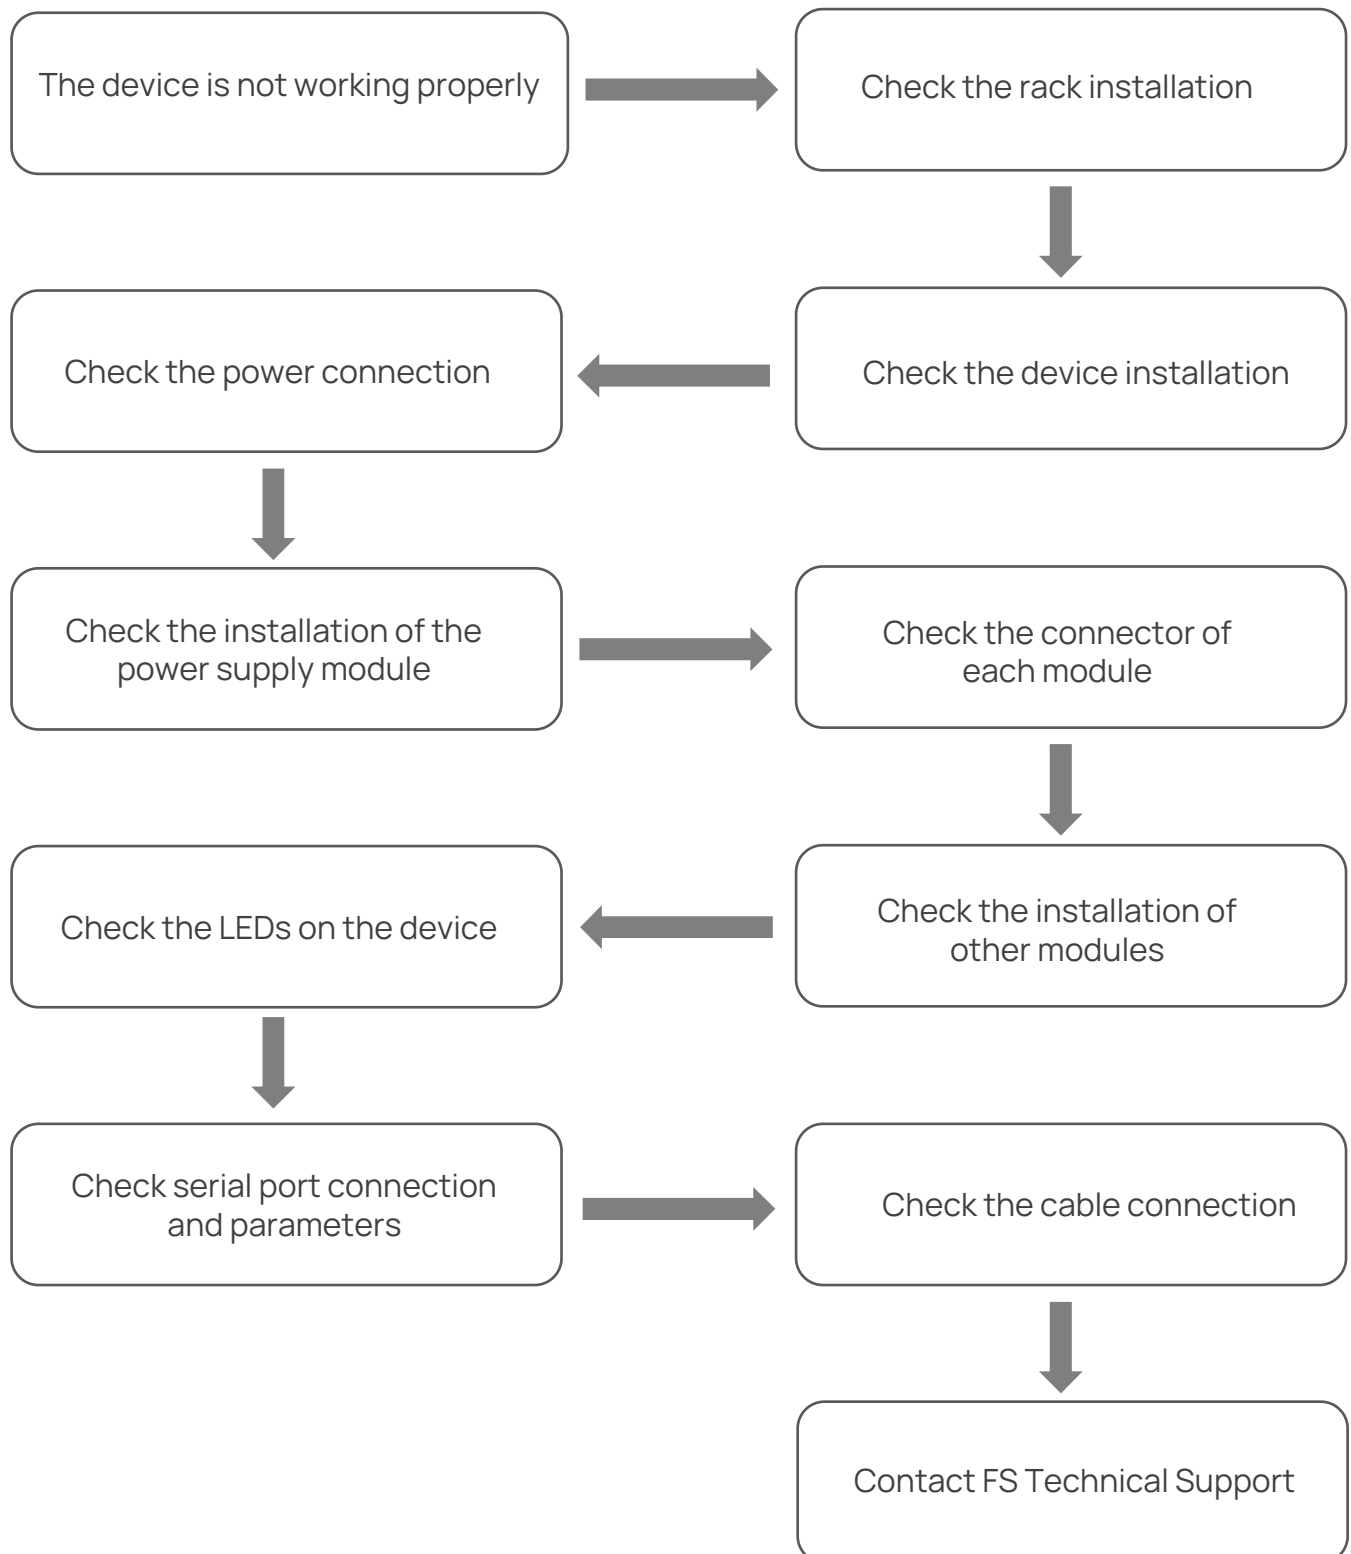 The device is not working properly
Check the rack installation
Check the device installation
Check the power connection
Check the installation of the
power supply module
Check the connector of
each module
Check the installation of
other modules
Check the LEDs on the device
Check serial port connection
and parameters
Check the cable connection
Contact FS Technical Support